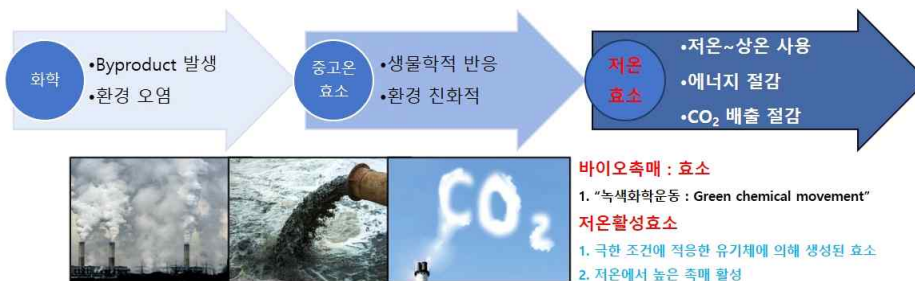 화학
•Byproduct 발생
•환경 오염
중고온
효소
•생물학적 반응
•환경 친화적
저온
효소
•저온~상온 사용
•에너지 절감
•CO₂ 배출 절감
CO₂
바이오촉매 : 효소
1. “녹색화학운동 : Green chemical movement”
저온활성효소
1. 극한 조건에 적응한 유기체에 의해 생성된 효소
2. 저온에서 높은 촉매 활성